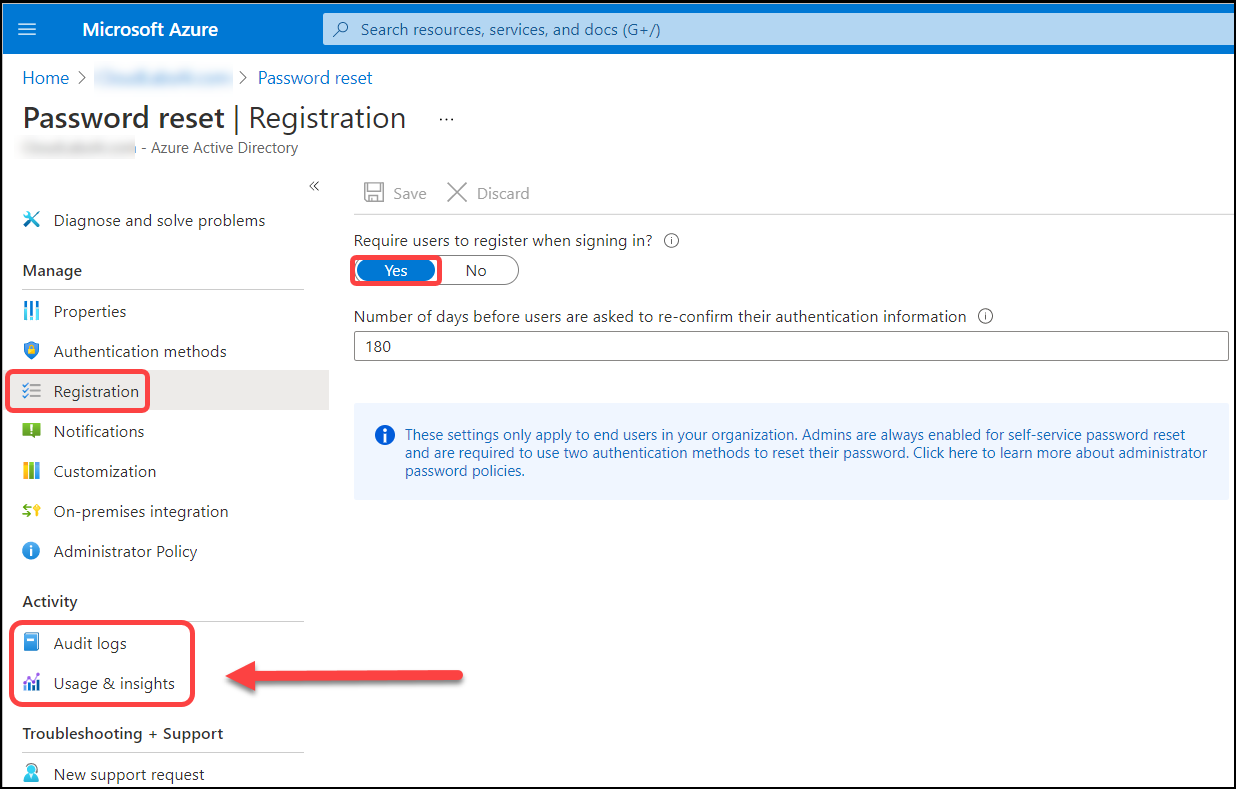 Microsoft Azure
Search resources, services, and docs (G+/)
Home > > Password reset
Password reset | Registration ...
- Azure Active Directory
«
Diagnose and solve problems
Manage
Properties
Authentication methods
Registration
Notifications
Customization
On-premises integration
Administrator Policy
Activity
Audit logs
Usage & insights
Troubleshooting + Support
New support request
Save Discard
Require users to register when signing in?
Yes No
Number of days before users are asked to re-confirm their authentication information
180
These settings only apply to end users in your organization. Admins are always enabled for self-service password reset
and are required to use two authentication methods to reset their password. Click here to learn more about administrator
password policies.